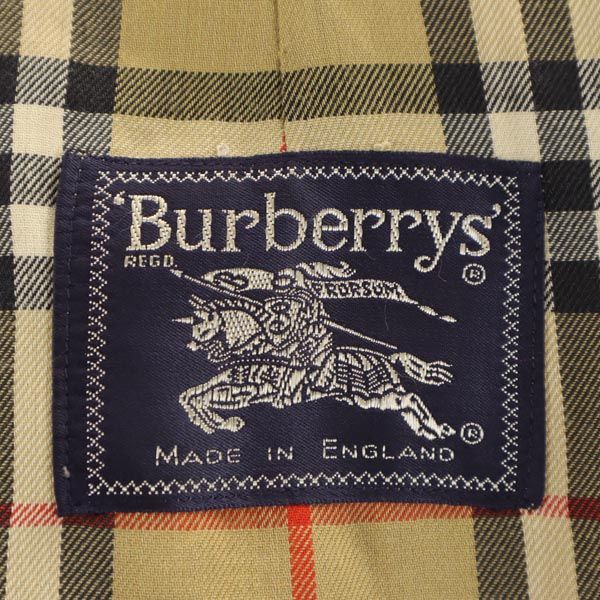 'Burberrys'
REGD. ®
PRORSUM
®
MADE IN ENGLAND